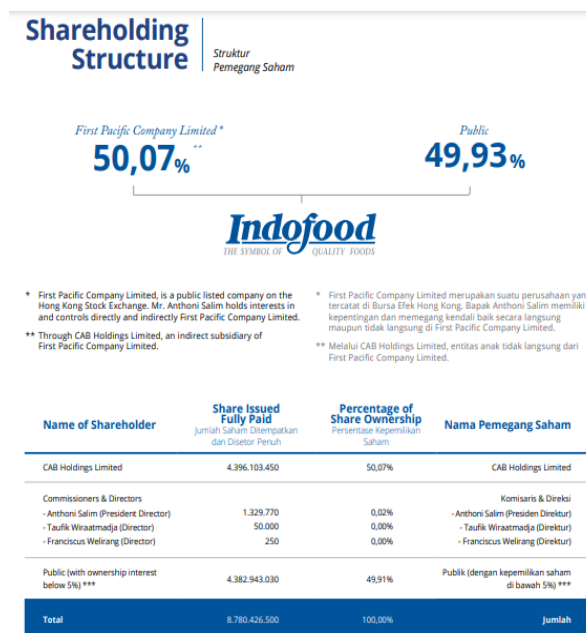 Shareholding
Structure
Struktur
Pemegang Saham
First Pacific Company Limited *
50,07% **
Public
49,93%
Indofood
THE SYMBOL OF QUALITY FOODS
* First Pacific Company Limited, is a public listed company on the
Hong Kong Stock Exchange. Mr. Anthoni Salim holds interests in
and controls directly and indirectly First Pacific Company Limited.
** Through CAB Holdings Limited, an indirect subsidiary of
First Pacific Company Limited.
* First Pacific Company Limited merupakan suatu perusahaan yan
tercatat di Bursa Efek Hong Kong. Bapak Anthoni Salim memiliki
kepentingan dan memegang kendali baik secara langsung
maupun tidak langsung di First Pacific Company Limited.
** Melalui CAB Holdings Limited, entitas anak tidak langsung dari
First Pacific Company Limited.
Name of Shareholder
Share Issued
Fully Paid
Jumlah Saham Ditempatkan
dan Disetor Penuh
Percentage of
Share Ownership
Persentase Kepemilikan
Saham
Nama Pemegang Saham
CAB Holdings Limited 4.396.103.450 50,07% CAB Holdings Limited
Commissioners & Directors Komisaris & Direksi
- Anthoni Salim (President Director) 1.329.770 0,02% - Anthoni Salim (Presiden Direktur)
- Taufik Wiraatmadja (Director) 50.000 0,00% - Taufik Wiraatmadja (Direktur)
- Franciscus Welirang (Director) 250 0,00% - Franciscus Welirang (Direktur)
Public (with ownership interest
below 5%) ***
4.382.943.030 49,91%
Publik (dengan kepemilikan saham
di bawah 5%) ***
Total 8.780.426.500 100,00% Jumlah